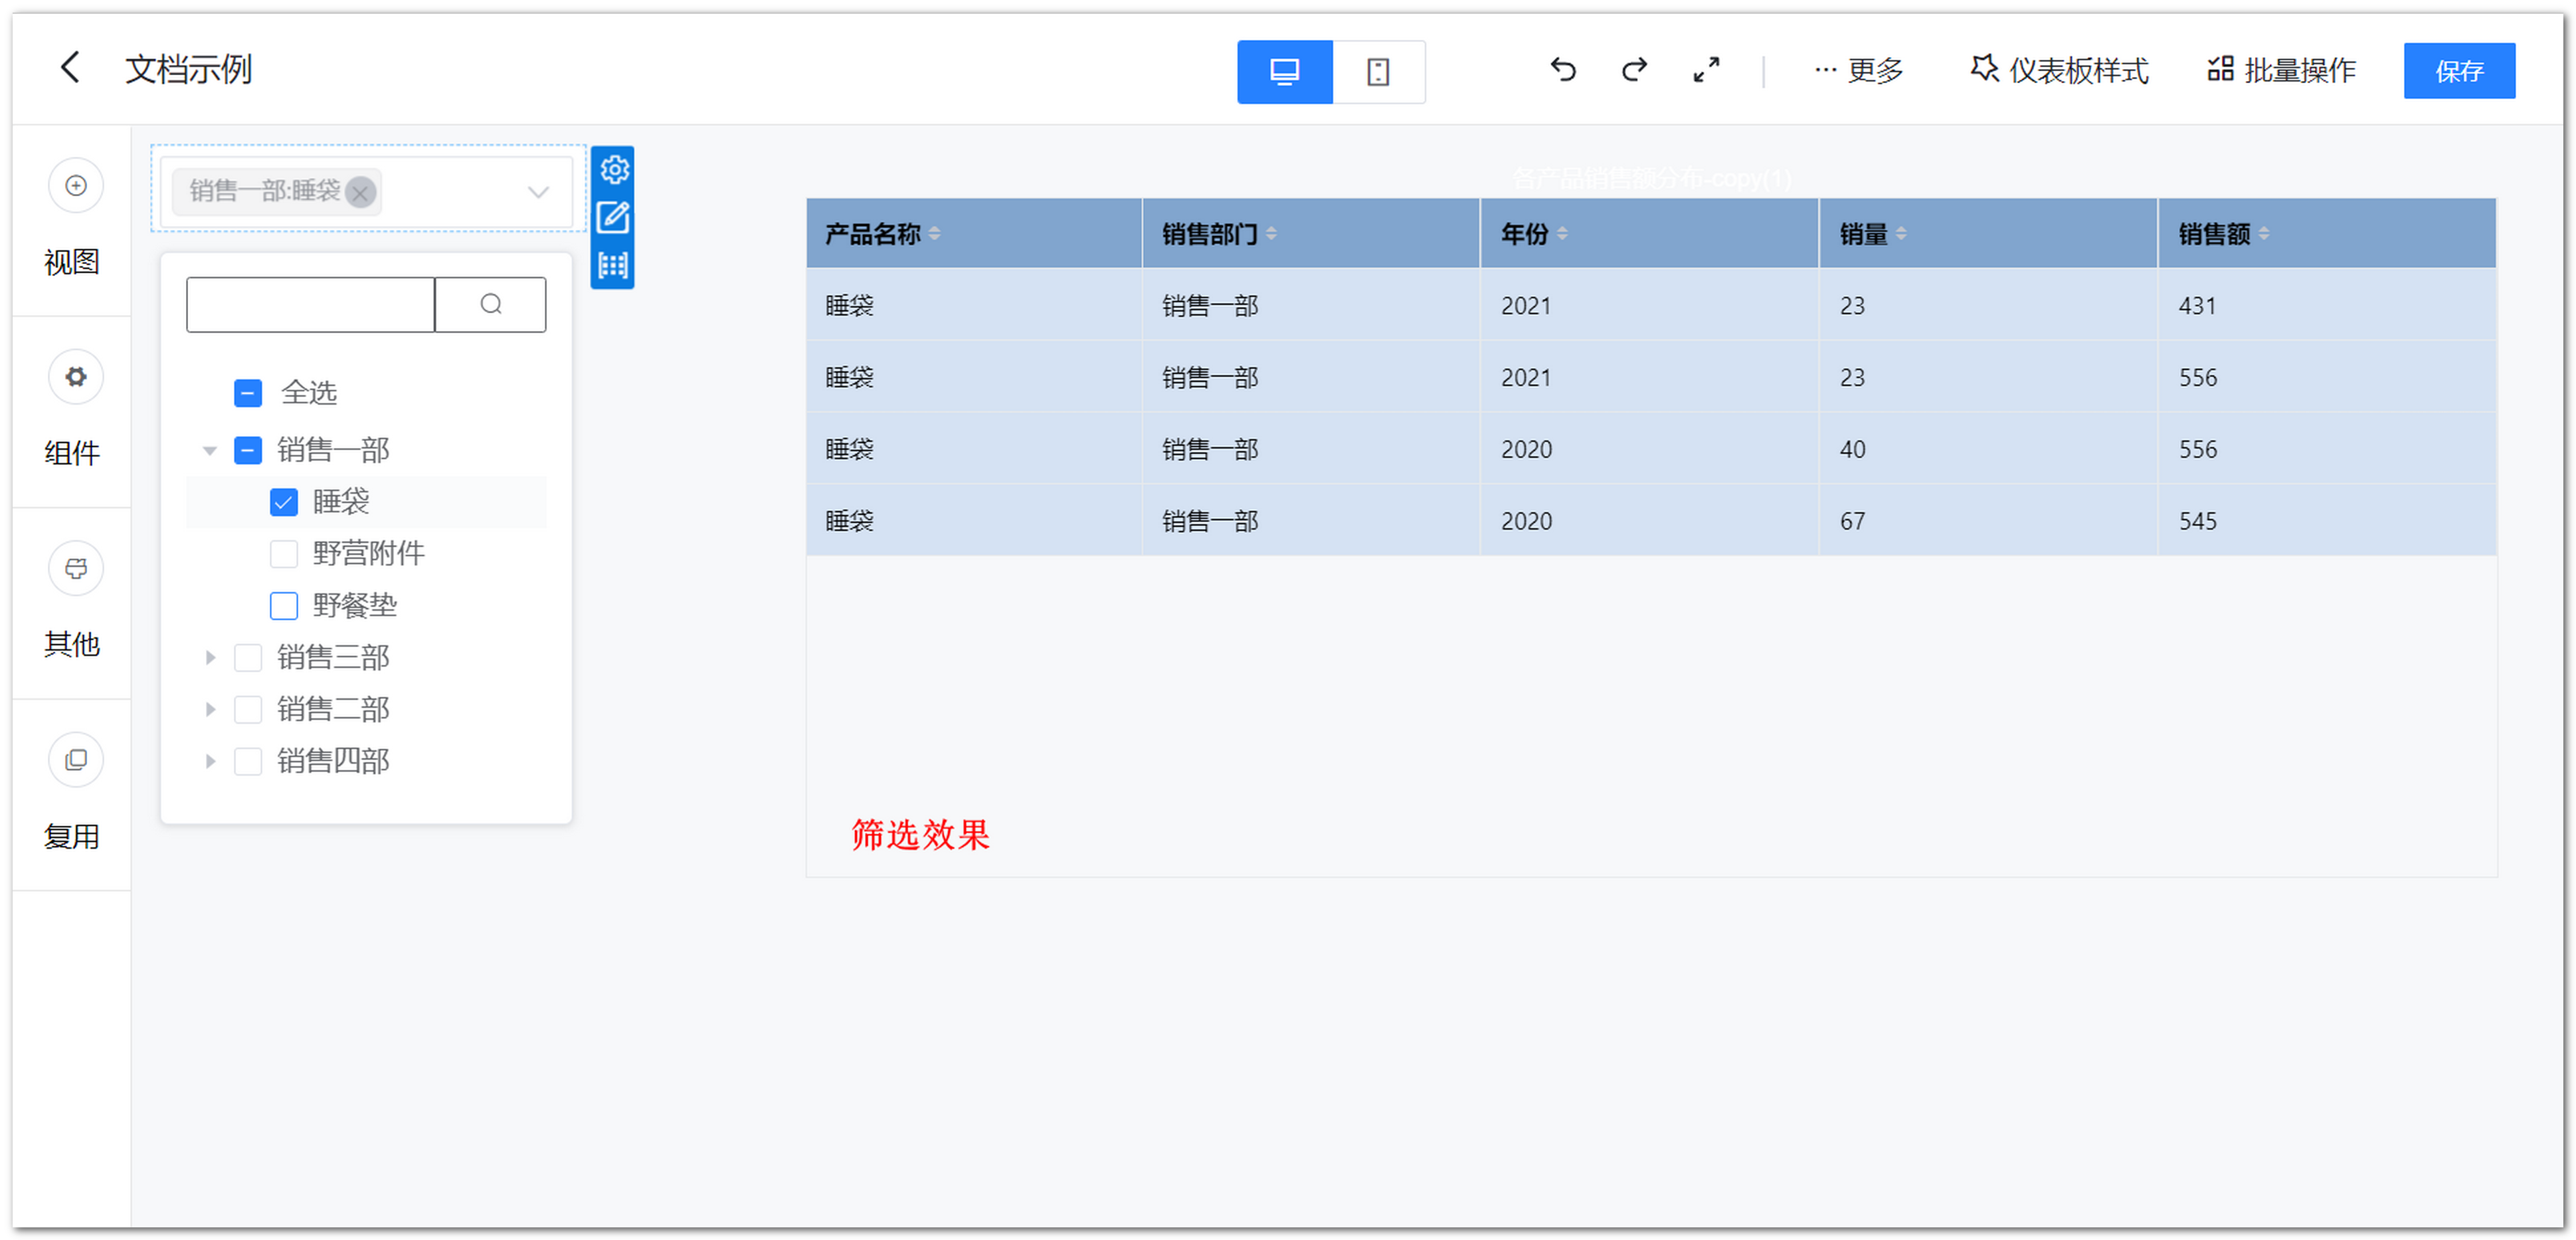 文档示例
··· 更多
仪表板样式
批量操作
保存
视图
组件
其他
复用
销售一部:睡袋
全选
销售一部
睡袋
野营附件
野餐垫
销售三部
销售二部
销售四部
各产品销售额分布-copy(1)
产品名称 销售部门 年份 销量 销售额
睡袋 销售一部 2021 23 431
睡袋 销售一部 2021 23 556
睡袋 销售一部 2020 40 556
睡袋 销售一部 2020 67 545
筛选效果